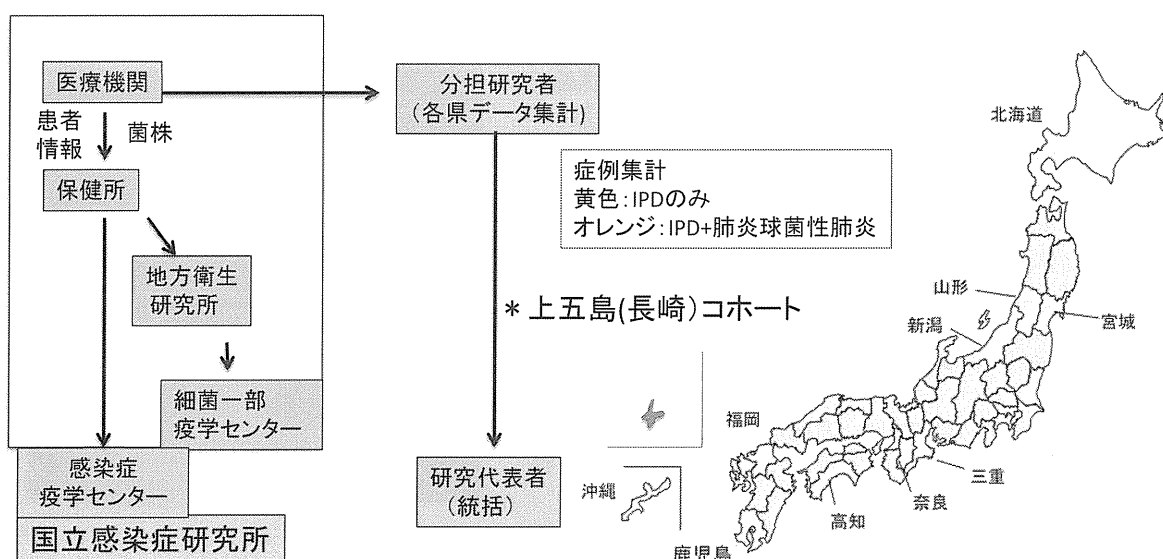 医療機関
患者
情報
菌株
保健所
地方衛生
研究所
細菌一部
疫学センター
感染症
疫学センター
国立感染症研究所
分担研究者
（各県データ集計）
症例集計
黄色：IPDのみ
オレンジ：IPD+肺炎球菌性肺炎
＊上五島(長崎)コホート
研究代表者
（統括）
北海道
山形
宮城
新潟
福岡
三重
奈良
高知
沖縄
鹿児島